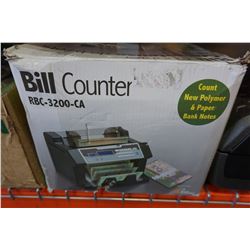 Bill Counter
RBC-3200-CA
Count
New Polymer
& Paper
Bank Notes